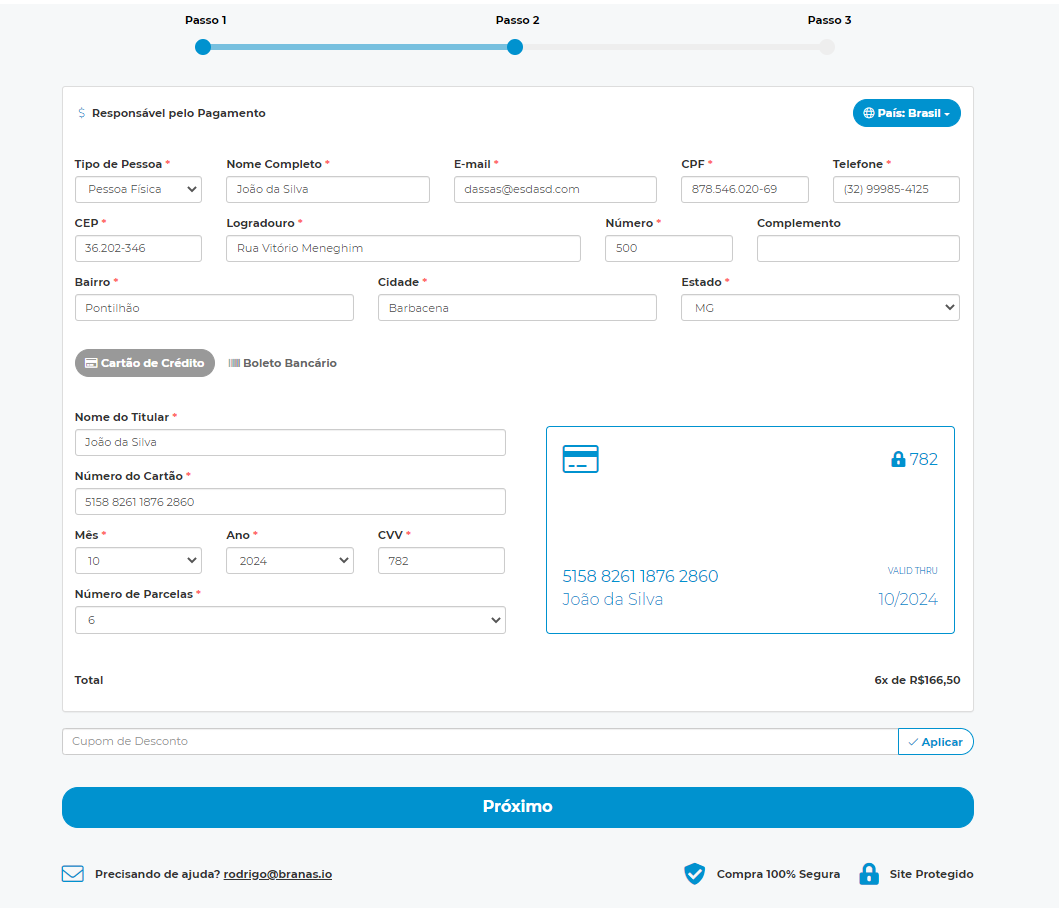 Passo 1 Passo 2 Passo 3
$ Responsável pelo Pagamento País: Brasil
Tipo de Pessoa * Nome Completo * E-mail * CPF * Telefone *
Pessoa Física João da Silva dassas@esdasd.com 878.546.020-69 (32) 99985-4125
CEP * Logradouro * Número * Complemento
36.202-346 Rua Vitório Meneghim 500
Bairro * Cidade * Estado *
Pontilhão Barbacena MG
Cartão de Crédito Boleto Bancário
Nome do Titular *
João da Silva
Número do Cartão *
5158 8261 1876 2860
Mês * Ano * CVV *
10 2024 782
Número de Parcelas *
6
782
5158 8261 1876 2860 VALID THRU
João da Silva 10/2024
Total 6x de R$166,50
Cupom de Desconto Aplicar
Próximo
Precisando de ajuda? rodrigo@branas.io Compra 100% Segura Site Protegido